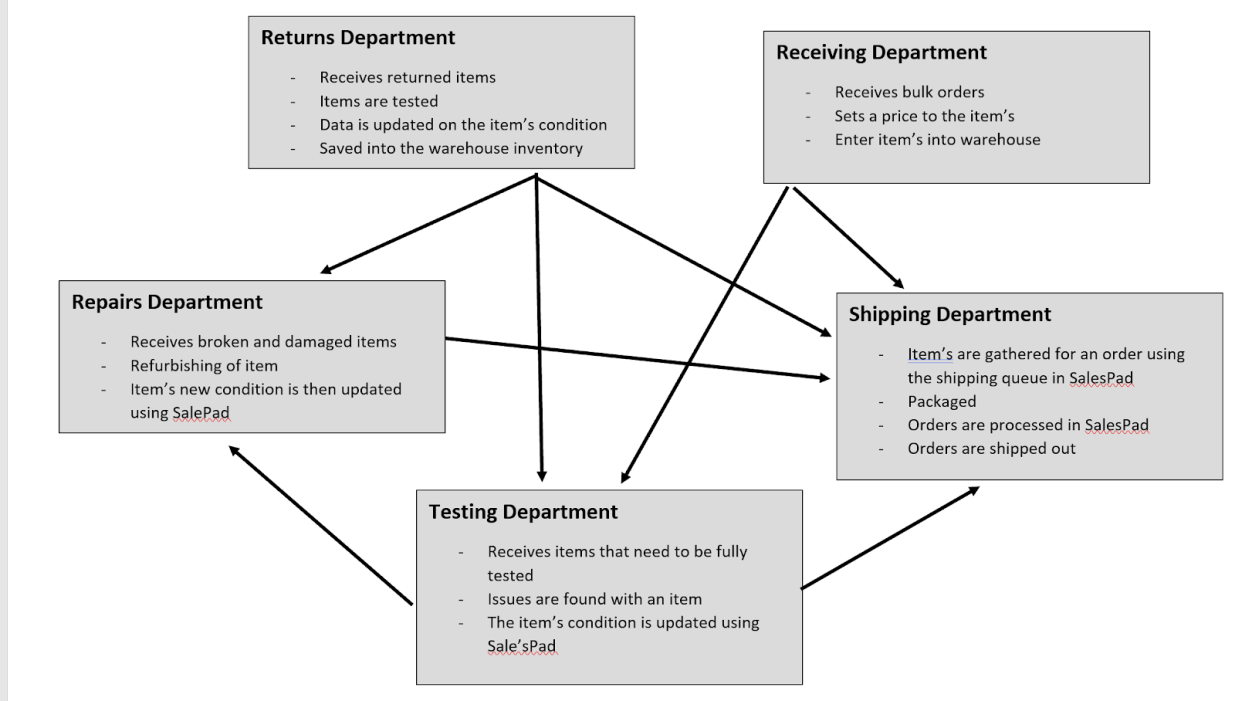 Returns Department
- Receives returned items
- Items are tested
- Data is updated on the item's condition
- Saved into the warehouse inventory
Receiving Department
- Receives bulk orders
- Sets a price to the item's
- Enter item's into warehouse
Repairs Department
- Receives broken and damaged items
- Refurbishing of item
- Item's new condition is then updated
using SalePad
Shipping Department
- Item's are gathered for an order using
the shipping queue in SalesPad
- Packaged
- Orders are processed in SalesPad
- Orders are shipped out
Testing Department
- Receives items that need to be fully
tested
- Issues are found with an item
- The item's condition is updated using
Sale'sPad